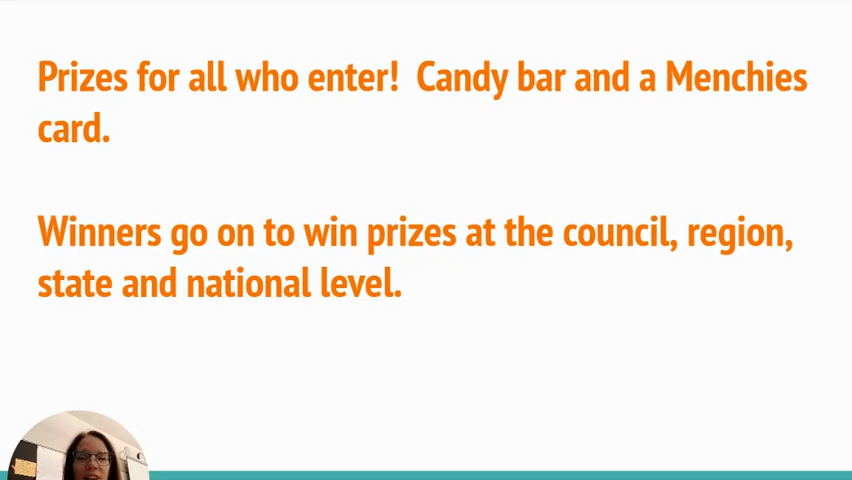 Prizes for all who enter!  Candy bar and a Menchies
card.
Winners go on to win prizes at the council, region,
state and national level.